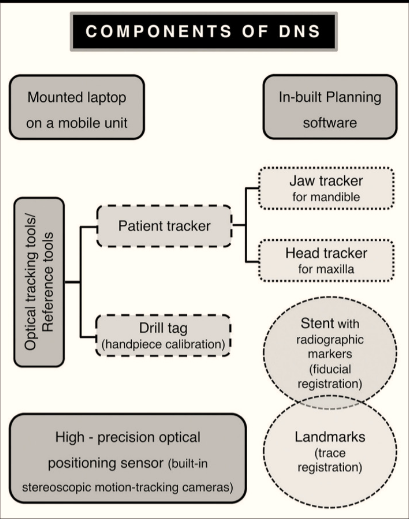 COMPONENTS OF DNS
Mounted laptop
on a mobile unit
In-built Planning
software
Optical tracking tools/
Reference tools
Patient tracker
Jaw tracker
for mandible
Head tracker
for maxilla
Drill tag
(handpiece calibration)
Stent with
radiographic
markers
(fiducial
registration)
High - precision optical
positioning sensor (built-in
stereoscopic motion-tracking cameras)
Landmarks
(trace
registration)